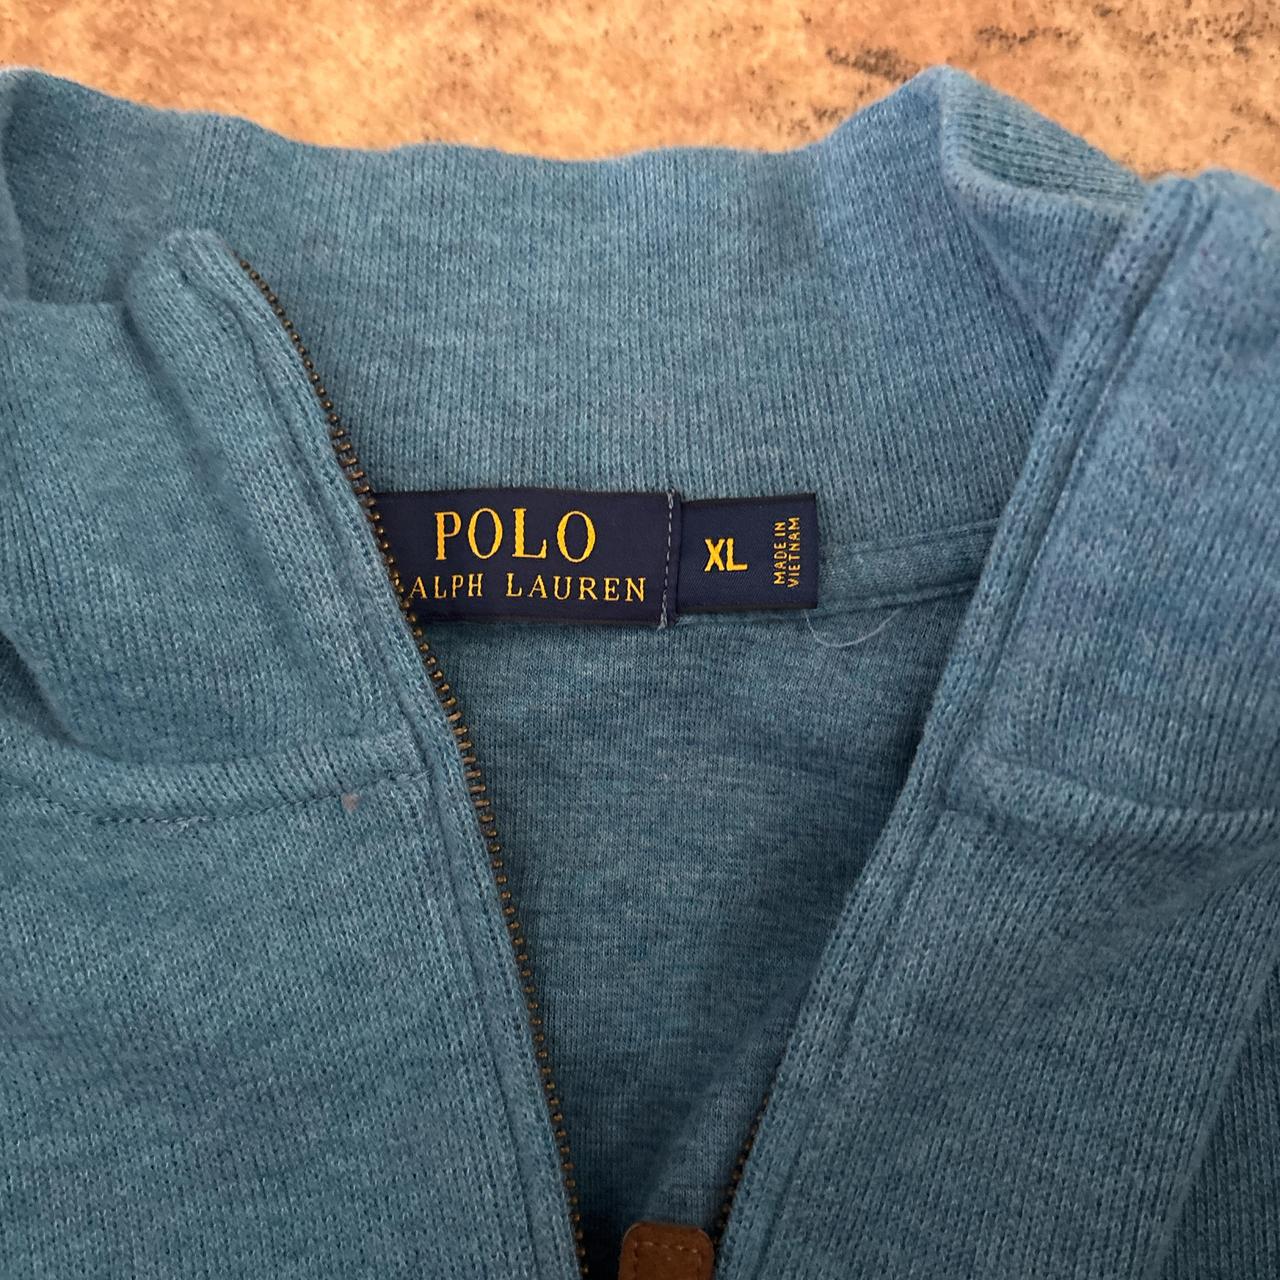 POLO
ALPH LAUREN
XL
MADE IN
VIETNAM